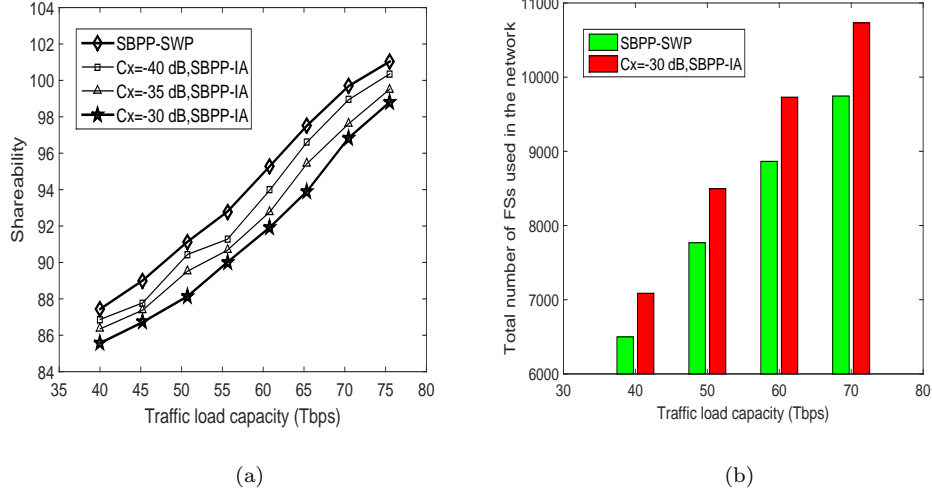 104
102
100
98
96
94
92
90
88
86
84
Shareability
SBPP-SWP
Cx=-40 dB,SBPP-IA
Cx=-35 dB,SBPP-IA
Cx=-30 dB,SBPP-IA
35 40 45 50 55 60 65 70 75 80
Traffic load capacity (Tbps)
(a)
11000
10000
9000
8000
7000
6000
Total number of FSs used in the network
SBPP-SWP
Cx=-30 dB,SBPP-IA
30 40 50 60 70 80
Traffic load capacity (Tbps)
(b)